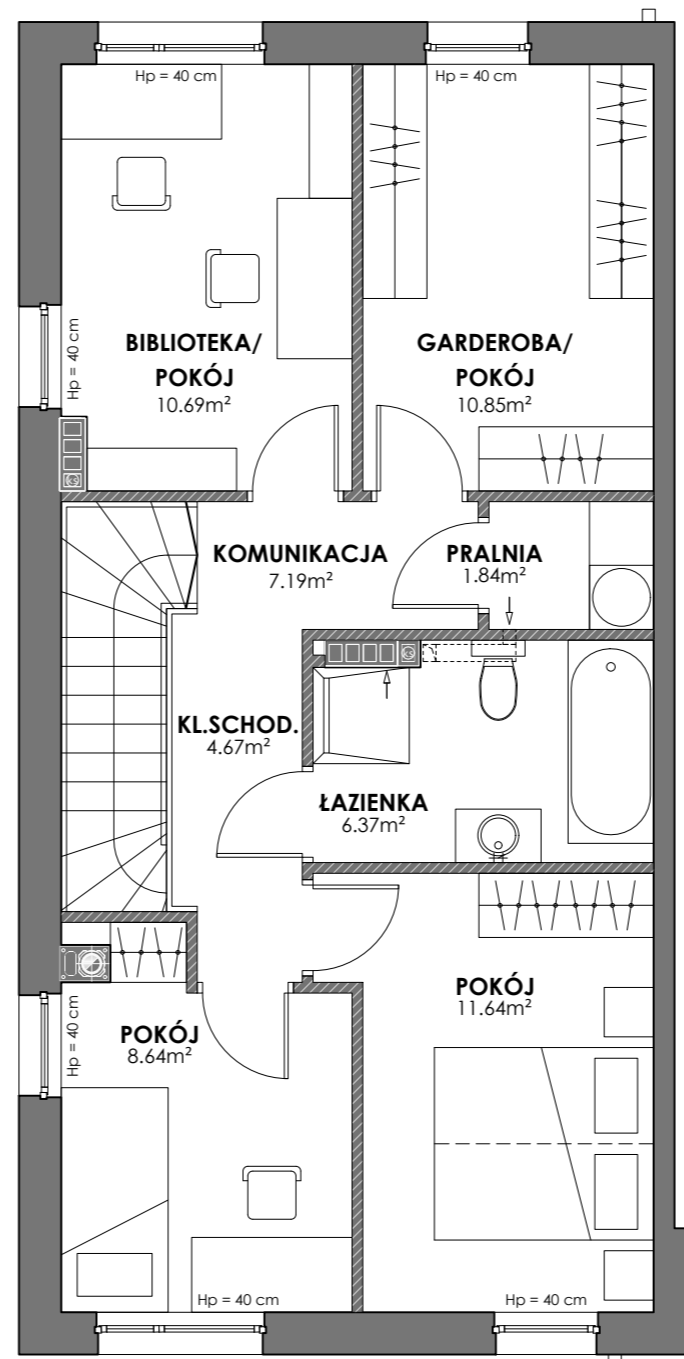 Hp = 40 cm
Hp = 40 cm
Hp = 40 cm
BIBLIOTEKA/
POKÓJ
10.69m²
GARDEROBA/
POKÓJ
10.85m²
KOMUNIKACJA
7.19m²
PRALNIA
1.84m²
KL.SCHOD.
4.67m²
ŁAZIENKA
6.37m²
POKÓJ
11.64m²
Hp = 40 cm
POKÓJ
8.64m²
Hp = 40 cm
Hp = 40 cm